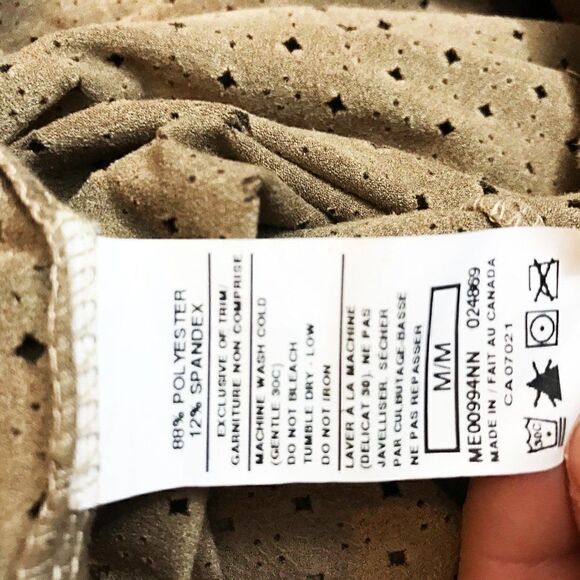 88% POLYESTER
12% SPANDEX
EXCLUSIVE OF TRIM/
GARNITURE NON COMPRISE
MACHINE WASH COLD
(GENTLE 30C)
DO NOT BLEACH
TUMBLE DRY - LOW
DO NOT IRON
LAVER À LA MACHINE
(DELICAT 30). NE PAS
JAVELLISER. SÉCHER
PAR CULBUTAGE-BASSE
NE PAS REPASSER
M/M
ME00994NN 024869
MADE IN / FAIT AU CANADA
CA07021
30C